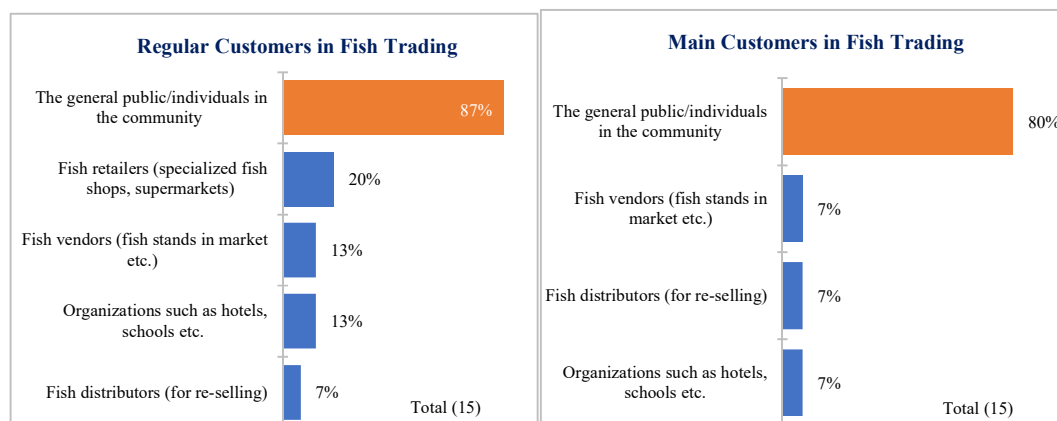 Regular Customers in Fish Trading
The general public/individuals in
the community
87%
Fish retailers (specialized fish
shops, supermarkets)
20%
Fish vendors (fish stands in market
etc.)
13%
Organizations such as hotels,
schools etc.
13%
Fish distributors (for re-selling)
7%
Total (15)
Main Customers in Fish Trading
The general public/individuals
in the community
80%
Fish vendors (fish stands in
market etc.)
7%
Fish distributors (for re-selling)
7%
Organizations such as hotels,
schools etc.
7%
Total (15)